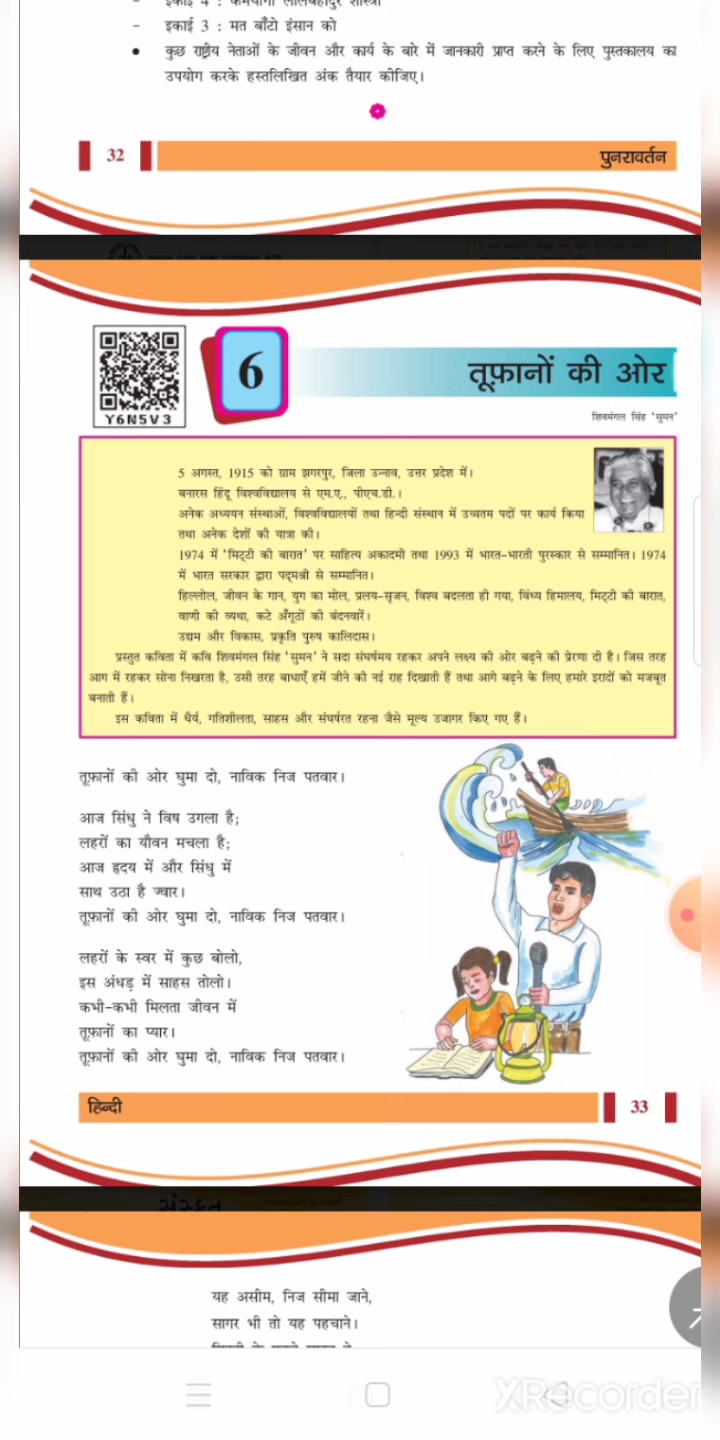 - इकाई 4 : कर्मयोगी लालबहादुर शास्त्री
- इकाई 3 : मत बाँटो इंसान को
• कुछ राष्ट्रीय नेताओं के जीवन और कार्य के बारे में जानकारी प्राप्त करने के लिए पुस्तकालय का
उपयोग करके हस्तलिखित अंक तैयार कीजिए।
32
पुनरावर्तन
Y6N5V3
6
तूफ़ानों की ओर
शिवमंगल सिंह 'सुमन'
5 अगस्त, 1915 को ग्राम झगरपुर, जिला उन्नाव, उत्तर प्रदेश में।
बनारस हिंदू विश्वविद्यालय से एम.ए., पीएच.डी.।
अनेक अध्ययन संस्थाओं, विश्वविद्यालयों तथा हिन्दी संस्थान में उच्चतम पदों पर कार्य किया
तथा अनेक देशों की यात्रा की।
1974 में 'मिट्टी की बारात' पर साहित्य अकादमी तथा 1993 में भारत-भारती पुरस्कार से सम्मानित। 1974
में भारत सरकार द्वारा पद्मश्री से सम्मानित।
हिल्लोल, जीवन के गान, युग का मोल, प्रलय-सृजन, विश्व बदलता ही गया, विंध्य हिमालय, मिट्टी की बारात,
वाणी की व्यथा, कटे अँगूठों की बंदनवारें।
उद्यम और विकास, प्रकृति पुरुष कालिदास।
प्रस्तुत कविता में कवि शिवमंगल सिंह 'सुमन' ने सदा संघर्षमय रहकर अपने लक्ष्य की ओर बढ़ने की प्रेरणा दी है। जिस तरह
आग में रहकर सोना निखरता है, उसी तरह बाधाएँ हमें जीने की नई राह दिखाती हैं तथा आगे बढ़ने के लिए हमारे इरादों को मजबूत
बनाती हैं।
इस कविता में धैर्य, गतिशीलता, साहस और संघर्षरत रहना जैसे मूल्य उजागर किए गए हैं।
तूफ़ानों की ओर घुमा दो, नाविक निज पतवार।
आज सिंधु ने विष उगला है;
लहरों का यौवन मचला है;
आज हृदय में और सिंधु में
साथ उठा है ज्वार।
तूफ़ानों की ओर घुमा दो, नाविक निज पतवार।
लहरों के स्वर में कुछ बोलो,
इस अंधड़ में साहस तोलो।
कभी-कभी मिलता जीवन में
तूफ़ानों का प्यार।
तूफ़ानों की ओर घुमा दो, नाविक निज पतवार।
हिन्दी
33
यह असीम, निज सीमा जाने,
सागर भी तो यह पहचाने।
XRecorder